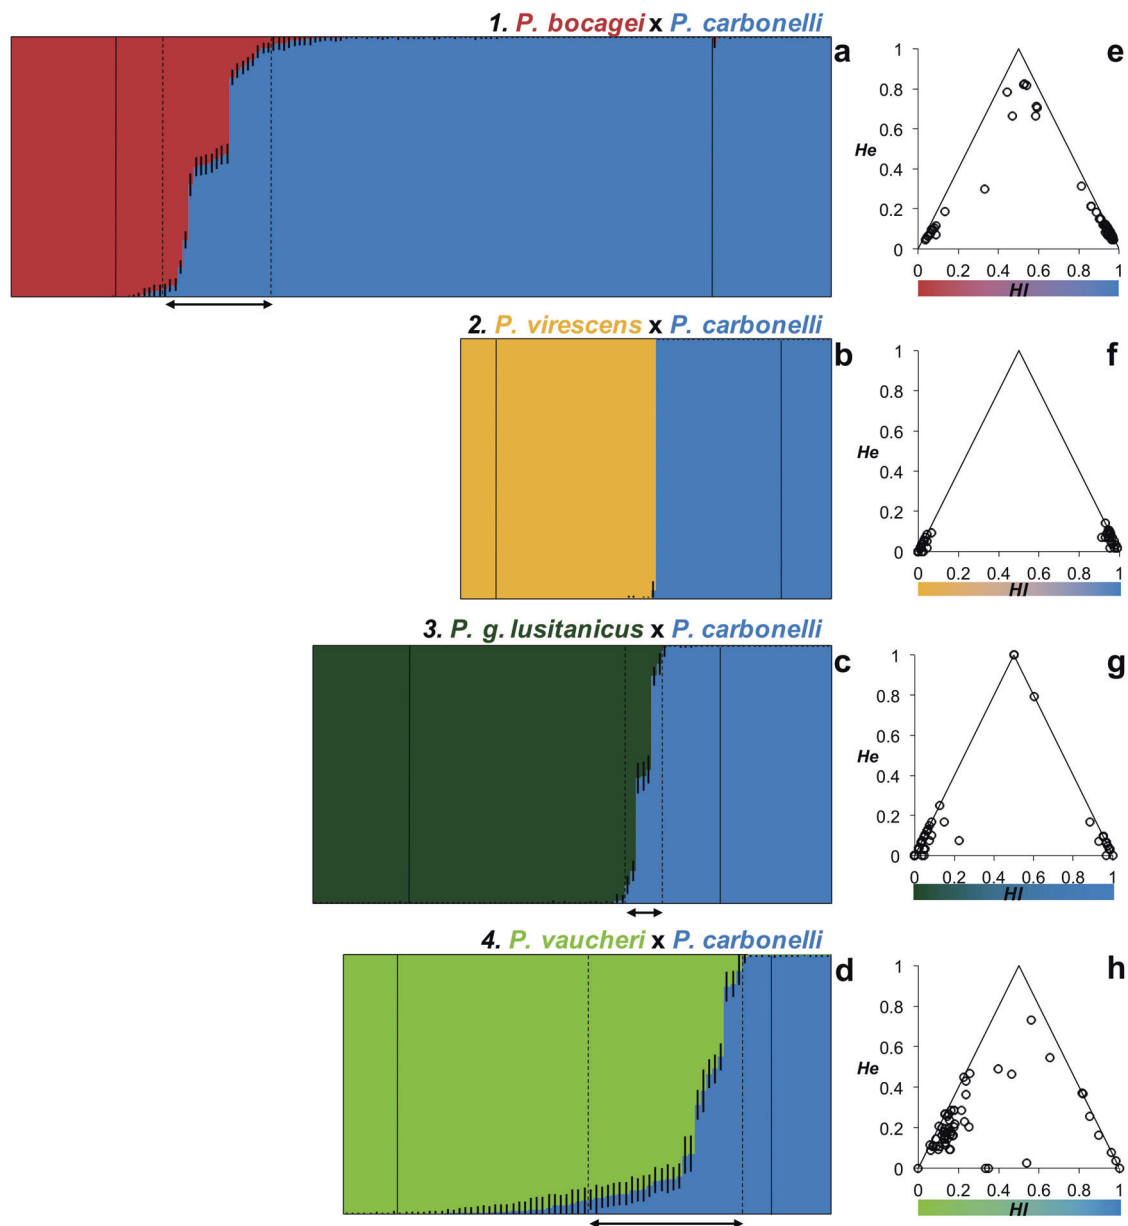 1. P. bocagei x P. carbonelli
a
e
1
0.8
0.6
He
0.4
0.2
0
0 0.2 0.4 0.6 0.8 1
HI
2. P. virescens x P. carbonelli
b
f
1
0.8
0.6
He
0.4
0.2
0
0 0.2 0.4 0.6 0.8 1
HI
3. P. g. lusitanicus x P. carbonelli
c
g
1
0.8
0.6
He
0.4
0.2
0
0 0.2 0.4 0.6 0.8 1
HI
4. P. vaucheri x P. carbonelli
d
h
1
0.8
0.6
He
0.4
0.2
0
0 0.2 0.4 0.6 0.8 1
HI